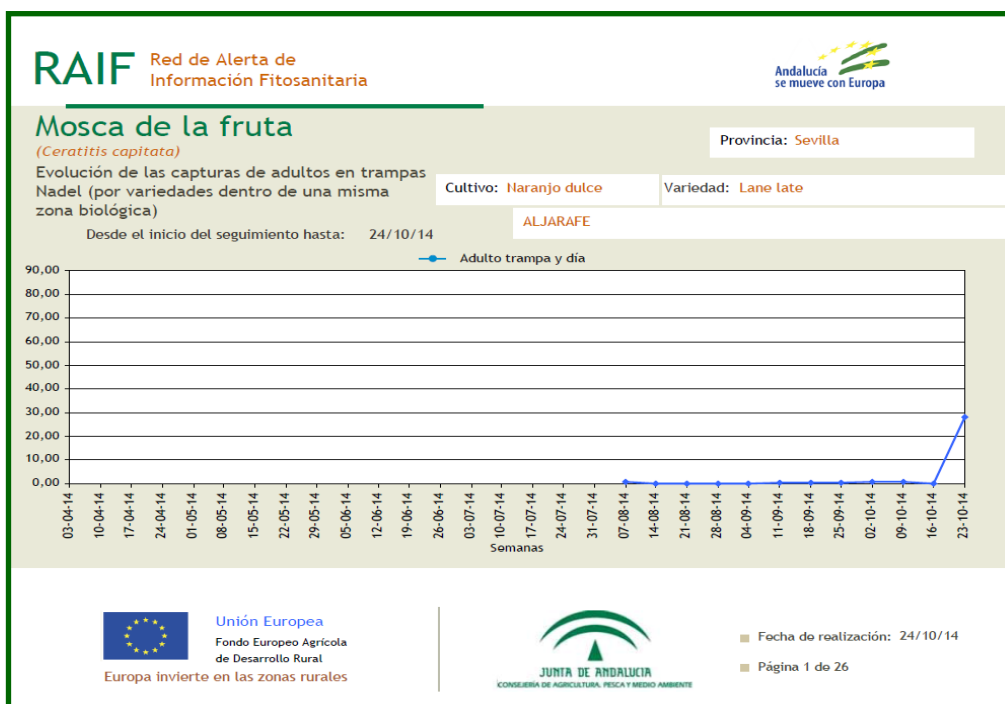 RAIF
Red de Alerta de
Información Fitosanitaria
Andalucía
se mueve con Europa
Mosca de la fruta
(Ceratitis capitata)
Provincia: Sevilla
Evolución de las capturas de adultos en trampas
Nadel (por variedades dentro de una misma
zona biológica)
Cultivo: Naranjo dulce
Variedad: Lane late
ALJARAFE
Desde el inicio del seguimiento hasta: 24/10/14
Adulto trampa y día
90,00
80,00
70,00
60,00
50,00
40,00
30,00
20,00
10,00
0,00
03-04-14
10-04-14
17-04-14
24-04-14
01-05-14
08-05-14
15-05-14
22-05-14
29-05-14
05-06-14
12-06-14
19-06-14
26-06-14
03-07-14
10-07-14
17-07-14
24-07-14
31-07-14
07-08-14
14-08-14
21-08-14
28-08-14
04-09-14
11-09-14
18-09-14
25-09-14
02-10-14
09-10-14
16-10-14
23-10-14
Semanas
Unión Europea
Fondo Europeo Agrícola
de Desarrollo Rural
Europa invierte en las zonas rurales
JUNTA DE ANDALUCIA
CONSEJERÍA DE AGRICULTURA, PESCA Y MEDIO AMBIENTE
Fecha de realización: 24/10/14
Página 1 de 26